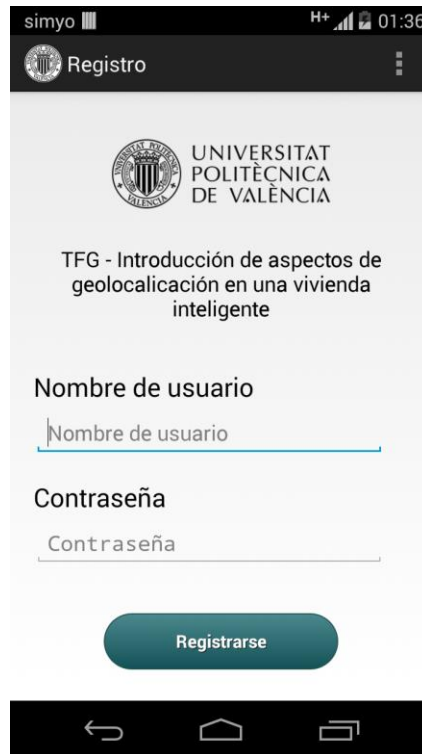 simyo H+ 01:36
Registro
UNIVERSITAT
POLITÈCNICA
DE VALÈNCIA
TFG - Introducción de aspectos de
geolocalicación en una vivienda
inteligente
Nombre de usuario
Nombre de usuario
Contraseña
Contraseña
Registrarse